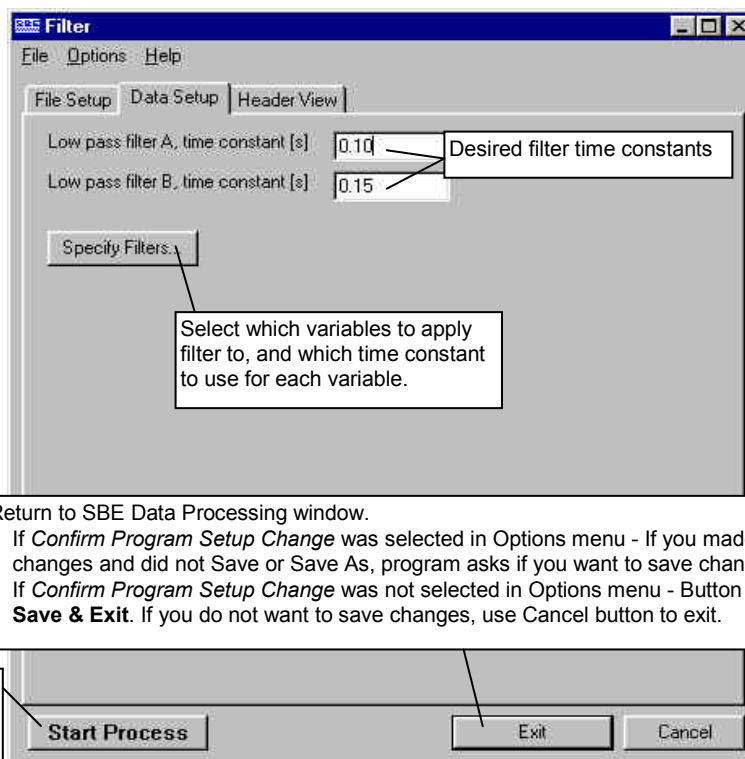 SBE Filter
File Options Help
File Setup Data Setup Header View
Low pass filter A, time constant [s] 0.10
Desired filter time constants
Low pass filter B, time constant [s] 0.15
Specify Filters...
Select which variables to apply
filter to, and which time constant
to use for each variable.
Return to SBE Data Processing window.
If Confirm Program Setup Change was selected in Options menu - If you mad
changes and did not Save or Save As, program asks if you want to save chan
If Confirm Program Setup Change was not selected in Options menu - Button
Save & Exit. If you do not want to save changes, use Cancel button to exit.
Start Process Exit Cancel